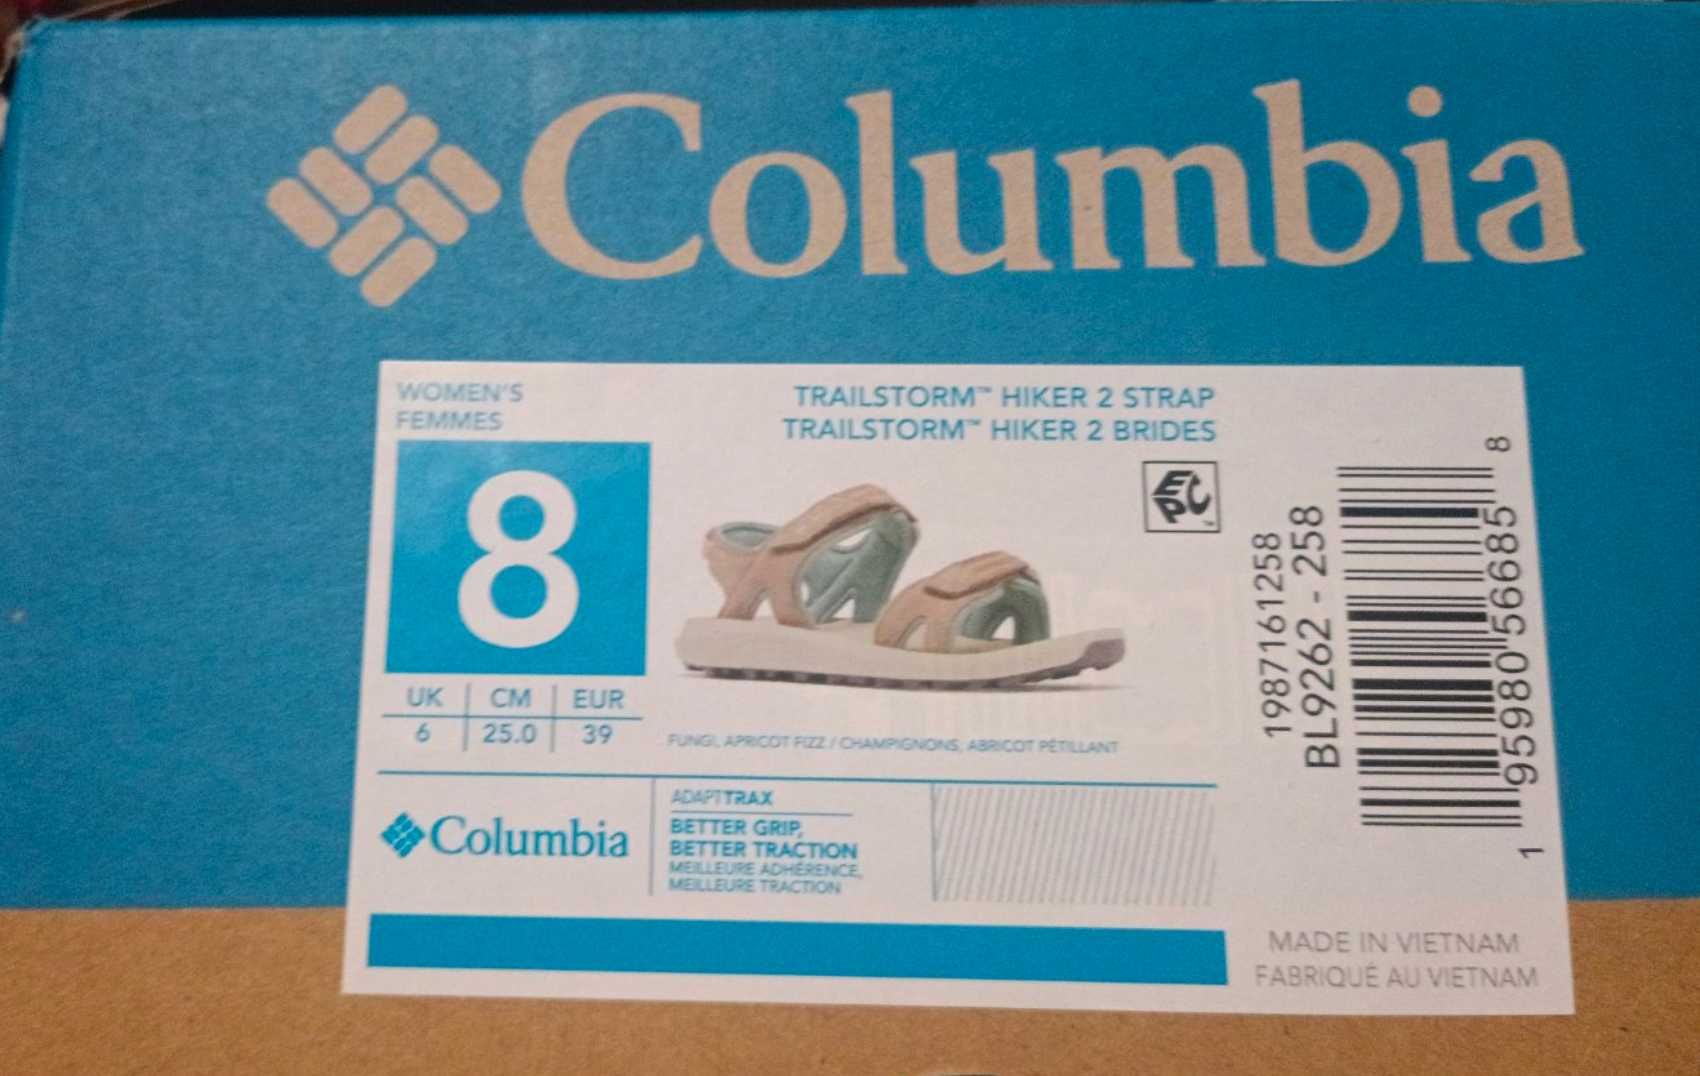 Columbia
WOMEN'S
FEMMES
8
UK CM EUR
6 25.0 39
TRAILSTORM™ HIKER 2 STRAP
TRAILSTORM™ HIKER 2 BRIDES
EPC™
FUNGI, APRICOT FIZZ / CHAMPIGNONS, ABRICOT PÉTILLANT
Columbia
ADAPTTRAX
BETTER GRIP,
BETTER TRACTION
MEILLEURE ADHÉRENCE,
MEILLEURE TRACTION
1987161258
BL9262 - 258
1 95980 56685 8
MADE IN VIETNAM
FABRIQUÉ AU VIETNAM